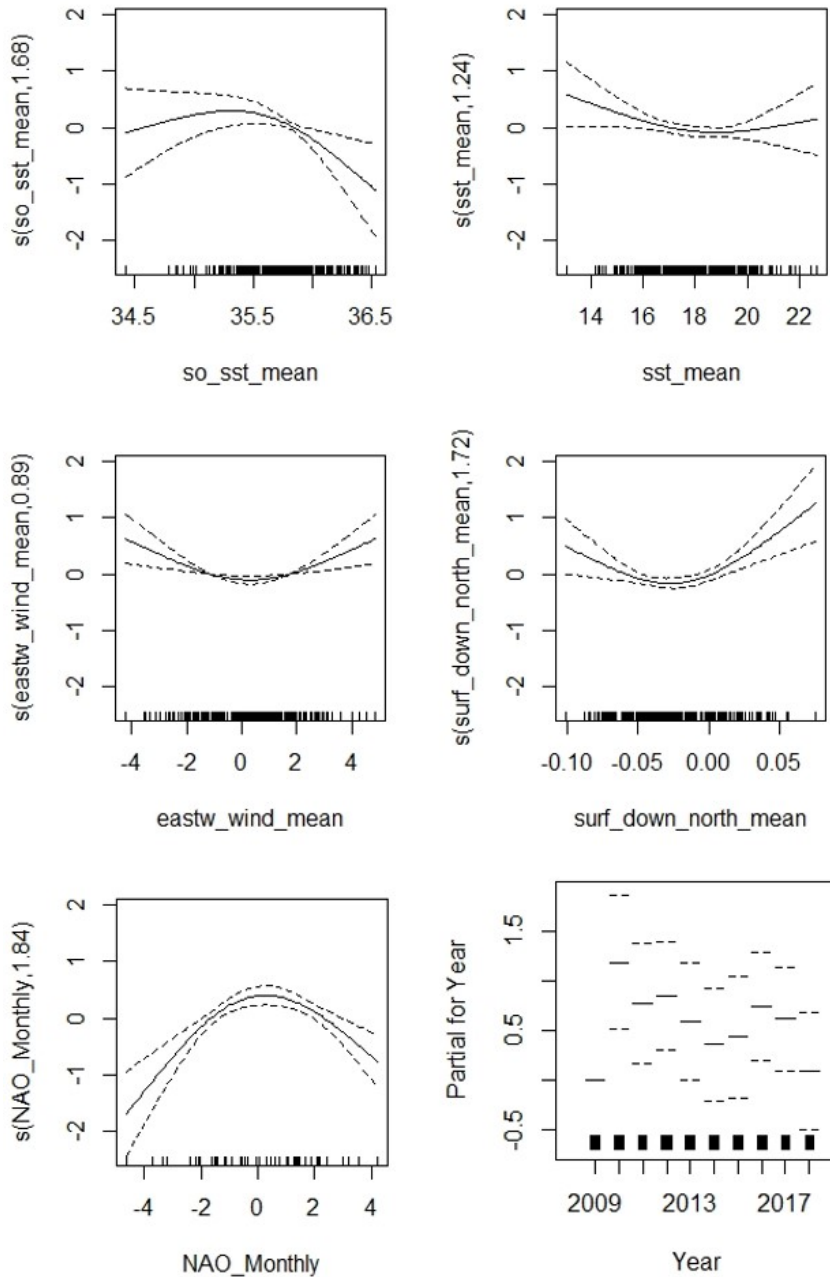 s(so_sst_mean,1.68)
2
1
0
-1
-2
34.5 35.5 36.5
so_sst_mean
s(sst_mean,1.24)
2
1
0
-1
-2
14 16 18 20 22
sst_mean
s(eastw_wind_mean,0.89)
2
1
0
-1
-2
-4 -2 0 2 4
eastw_wind_mean
s(surf_down_north_mean,1.72)
2
1
0
-1
-2
-0.10 -0.05 0.00 0.05
surf_down_north_mean
s(NAO_Monthly,1.84)
2
1
0
-1
-2
-4 -2 0 2 4
NAO_Monthly
Partial for Year
1.5
0.5
-0.5
2009 2013 2017
Year